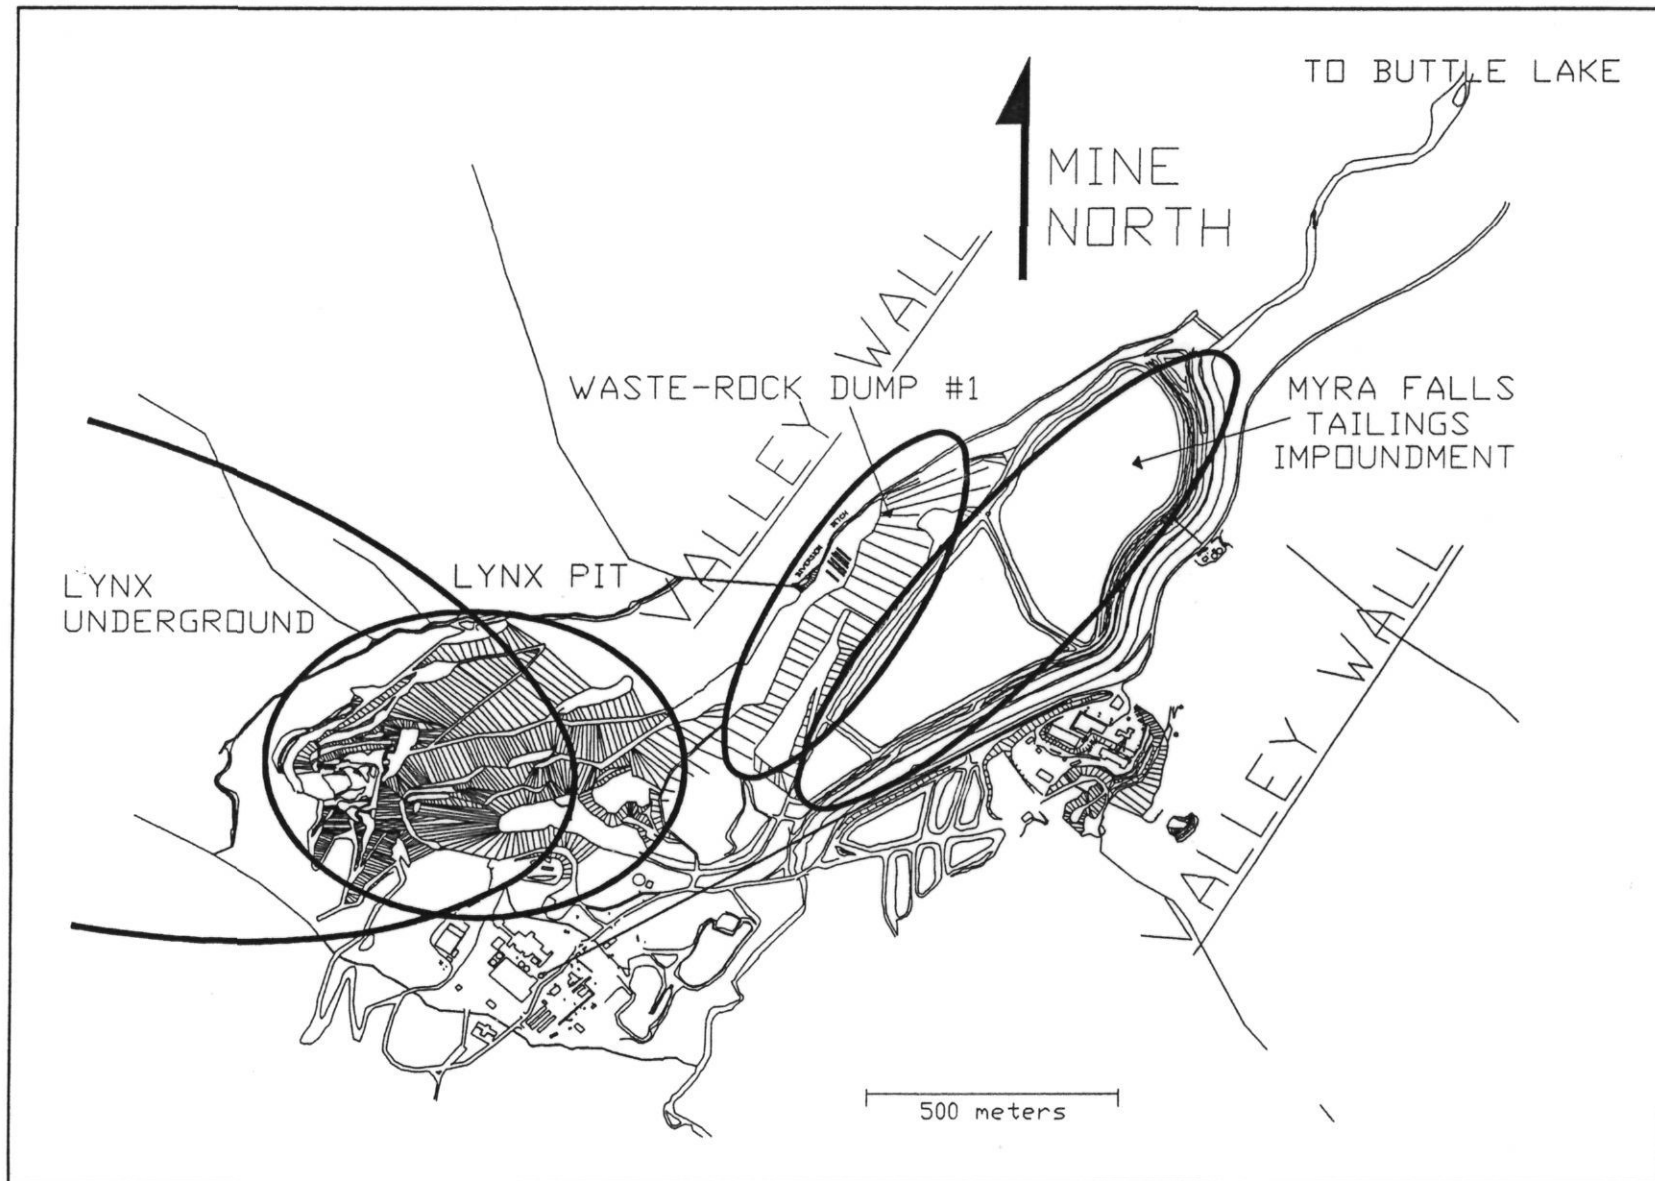 TO BUTTLE LAKE
MINE
NORTH
VALLEY WALL
WASTE-ROCK DUMP #1
MYRA FALLS
TAILINGS
IMPOUNDMENT
LYNX PIT
LYNX
UNDERGROUND
VALLEY WALL
500 meters